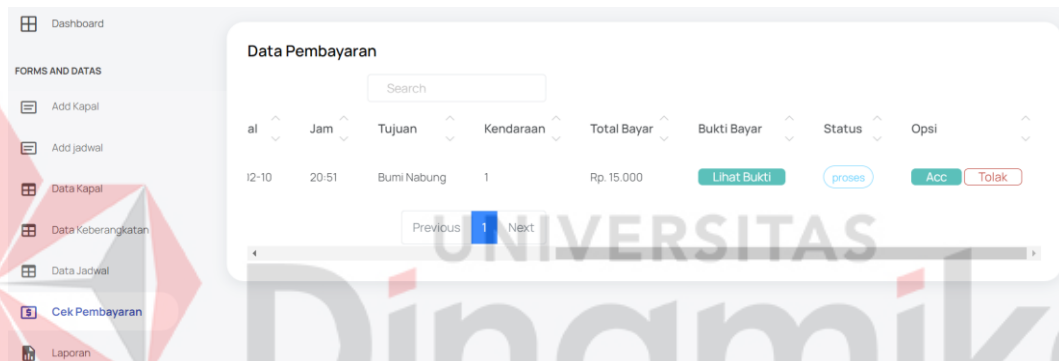 Dashboard
FORMS AND DATAS
Add Kapal
Add jadwal
Data Kapal
Data Keberangkatan
Data Jadwal
Cek Pembayaran
Laporan
Data Pembayaran
Search
al Jam Tujuan Kendaraan Total Bayar Bukti Bayar Status Opsi
12-10 20:51 Bumi Nabung 1 Rp. 15.000 Lihat Bukti proses Acc Tolak
Previous 1 Next
UNIVERSITAS
Dinamik